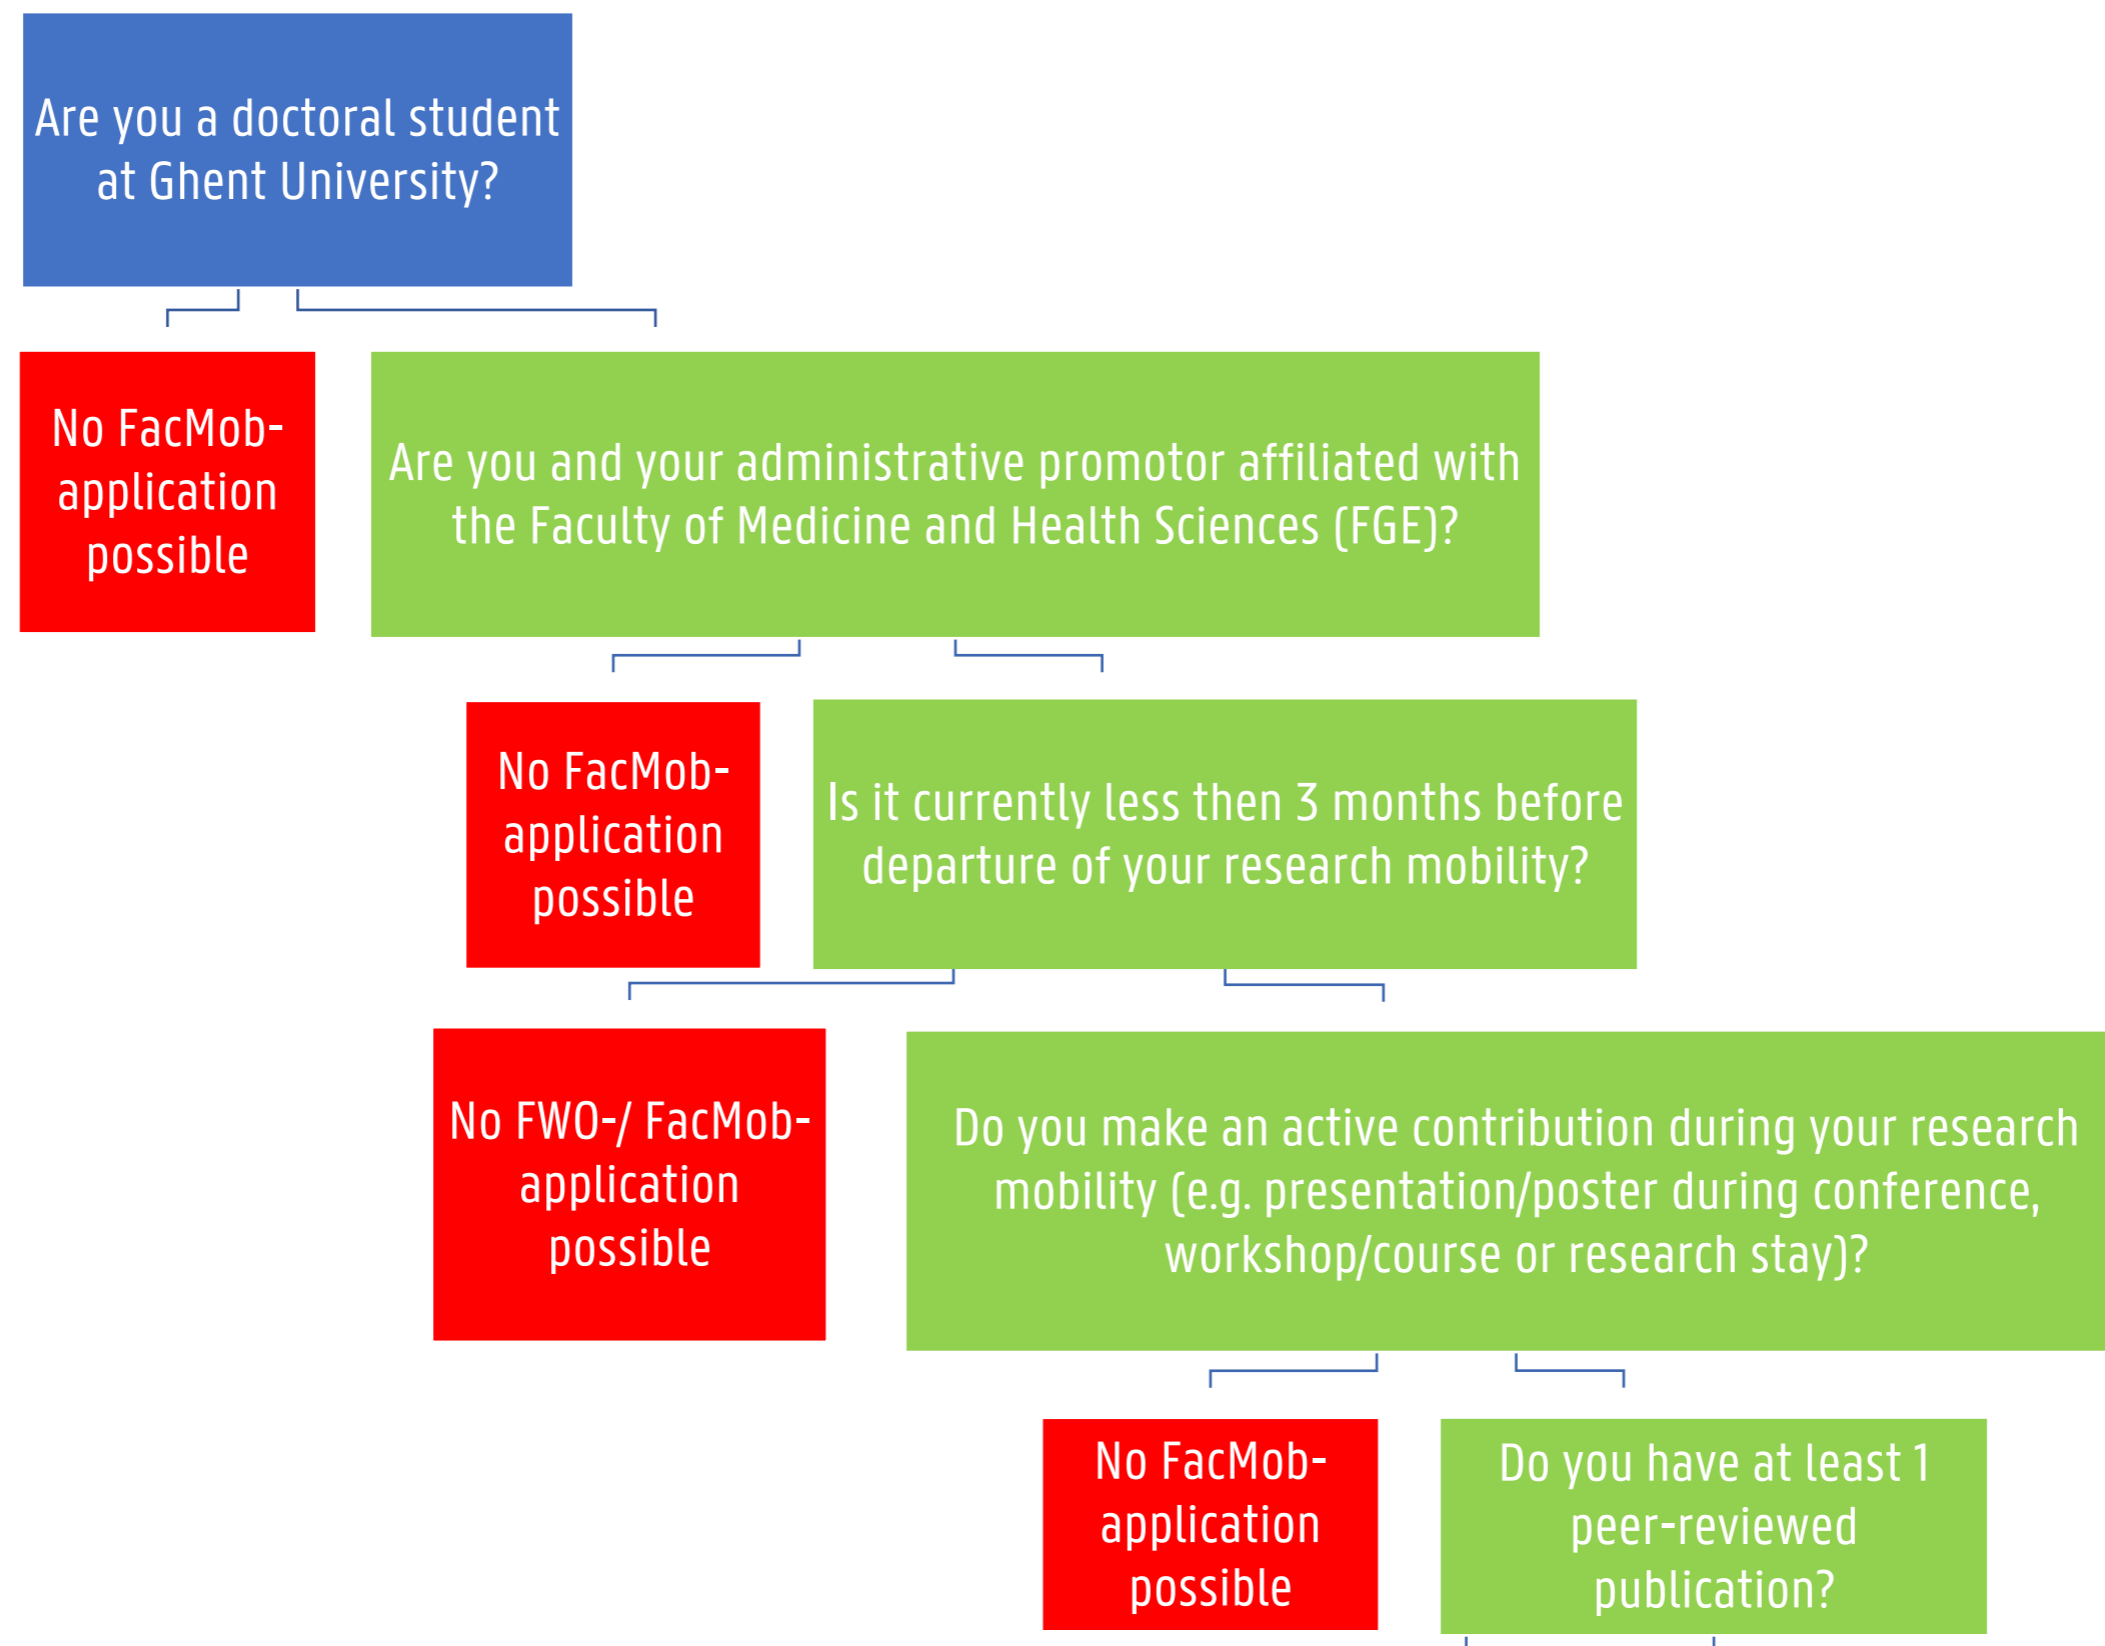 Are you a doctoral student
at Ghent University?
No FacMob-
application
possible
Are you and your administrative promotor affiliated with
the Faculty of Medicine and Health Sciences (FGE)?
No FacMob-
application
possible
Is it currently less then 3 months before
departure of your research mobility?
No FWO-/ FacMob-
application
possible
Do you make an active contribution during your research
mobility (e.g. presentation/poster during conference,
workshop/course or research stay)?
No FacMob-
application
possible
Do you have at least 1
peer-reviewed
publication?